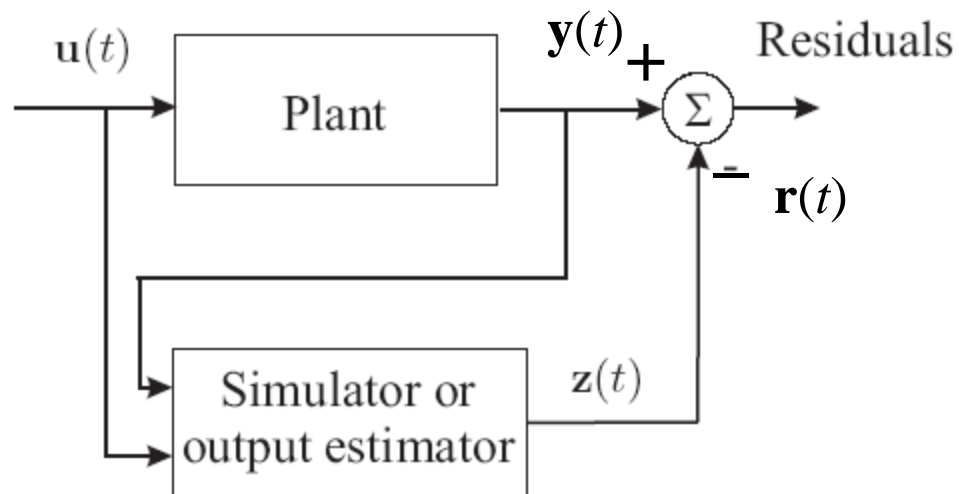 u(t)
y(t)
+
Residuals
Plant
Σ
-
r(t)
Simulator or
output estimator
z(t)